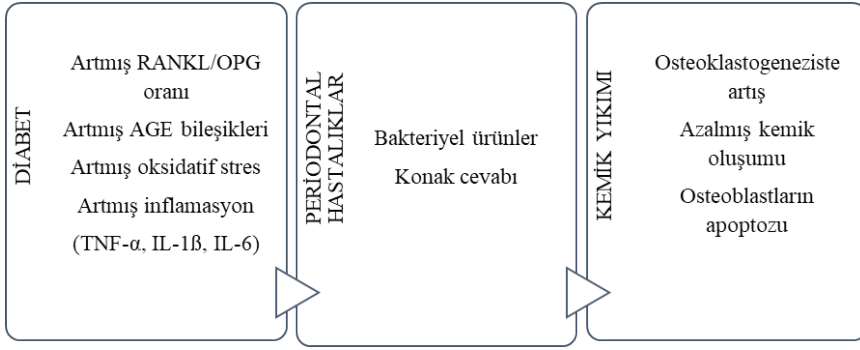 DİABET
Artmış RANKL/OPG
oranı
Artmış AGE bileşikleri
Artmış oksidatif stres
Artmış inflamasyon
(TNF-α, IL-1ß, IL-6)
PERİODONTAL
HASTALIKLAR
Bakteriyel ürünler
Konak cevabı
KEMİK YIKIMI
Osteoklastogeneziste
artış
Azalmış kemik
oluşumu
Osteoblastların
apoptozu